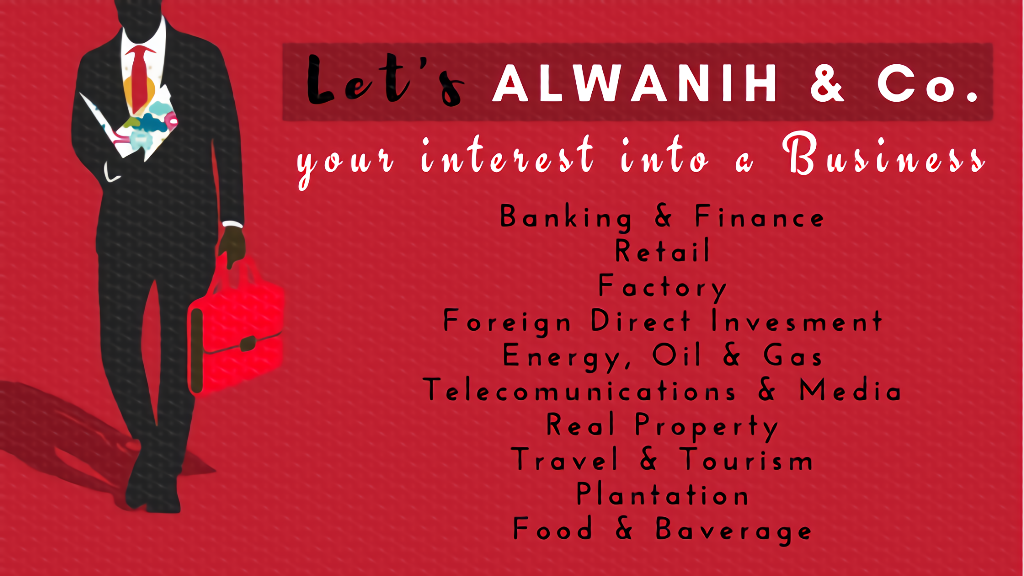 Let's ALWANIH & Co.
your interest into a Business
Banking & Finance
Retail
Factory
Foreign Direct Invesment
Energy, Oil & Gas
Telecomunications & Media
Real Property
Travel & Tourism
Plantation
Food & Baverage